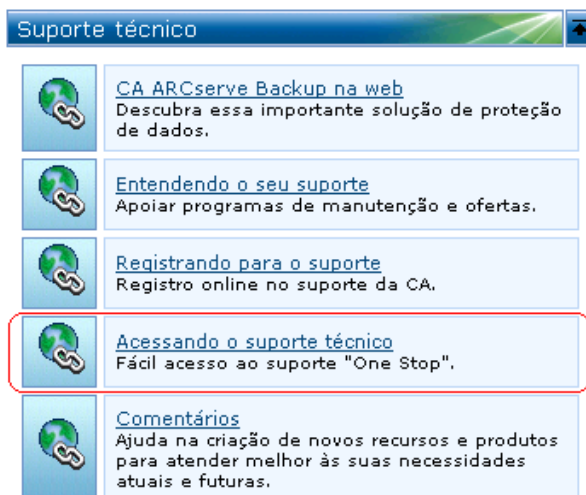 Suporte técnico
CA ARCserve Backup na web
Descubra essa importante solução de proteção
de dados.
Entendendo o seu suporte
Apoiar programas de manutenção e ofertas.
Registrando para o suporte
Registro online no suporte da CA.
Acessando o suporte técnico
Fácil acesso ao suporte "One Stop".
Comentários
Ajuda na criação de novos recursos e produtos
para atender melhor às suas necessidades
atuais e futuras.